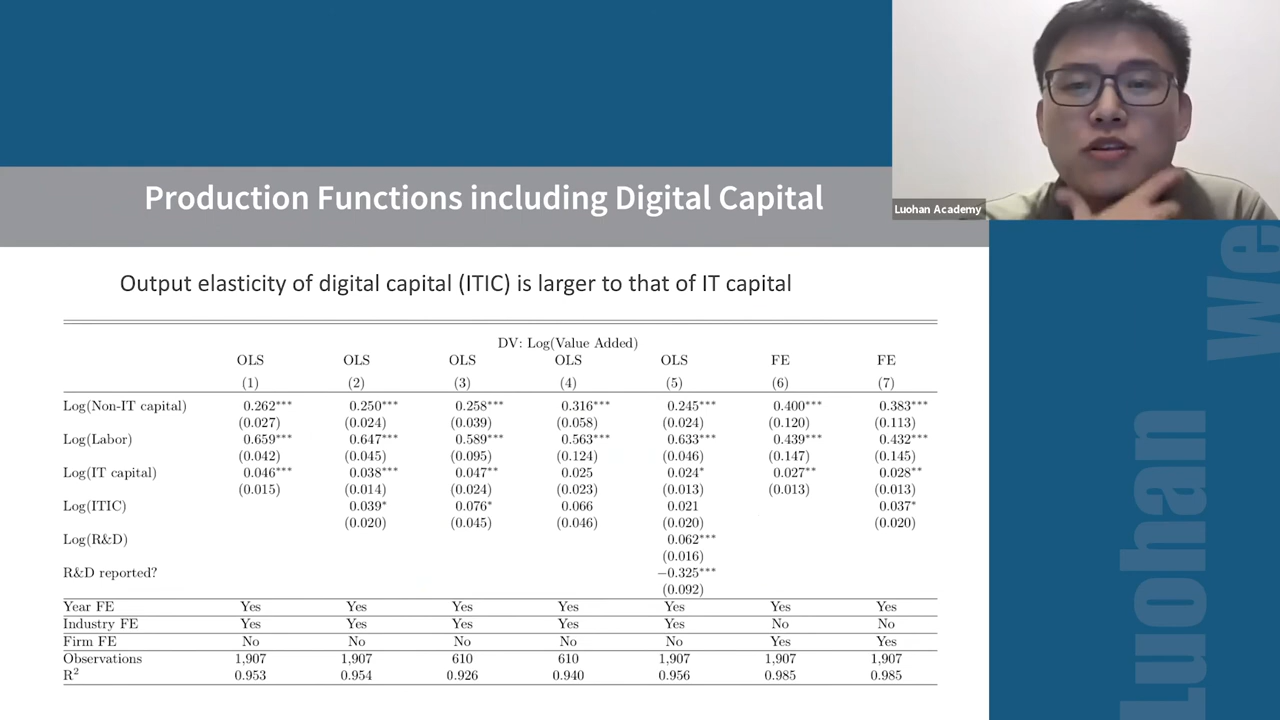 Production Functions including Digital Capital
Luohan Academy
Output elasticity of digital capital (ITIC) is larger to that of IT capital
DV: Log(Value Added)
OLS OLS OLS OLS OLS FE FE
(1) (2) (3) (4) (5) (6) (7)
Log(Non-IT capital) 0.262*** 0.250*** 0.258*** 0.316*** 0.245*** 0.400*** 0.383***
(0.027) (0.024) (0.039) (0.058) (0.024) (0.120) (0.113)
Log(Labor) 0.659*** 0.647*** 0.589*** 0.563*** 0.633*** 0.439*** 0.432***
(0.042) (0.045) (0.095) (0.124) (0.046) (0.147) (0.145)
Log(IT capital) 0.046*** 0.038*** 0.047** 0.025 0.024* 0.027** 0.028**
(0.015) (0.014) (0.024) (0.023) (0.013) (0.013) (0.013)
Log(ITIC) 0.039* 0.076* 0.066 0.021 0.037*
(0.020) (0.045) (0.046) (0.020) (0.020)
Log(R&D) 0.062***
(0.016)
R&D reported? −0.325***
(0.092)
Year FE Yes Yes Yes Yes Yes Yes Yes
Industry FE Yes Yes Yes Yes Yes No No
Firm FE No No No No No Yes Yes
Observations 1,907 1,907 610 610 1,907 1,907 1,907
R² 0.953 0.954 0.926 0.940 0.956 0.985 0.985
Luohan We